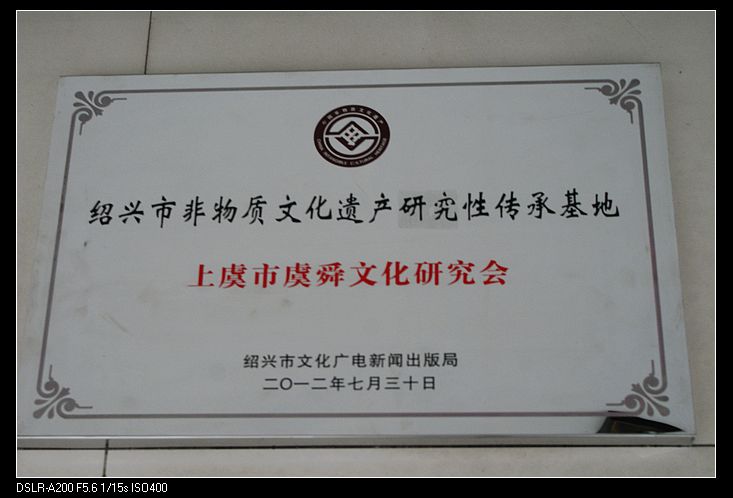 绍兴市非物质文化遗产研究性传承基地
上虞市虞舜文化研究会
绍兴市文化广电新闻出版局
二〇一二年七月三十日
DSLR-A200 F5.6 1/15s ISO400